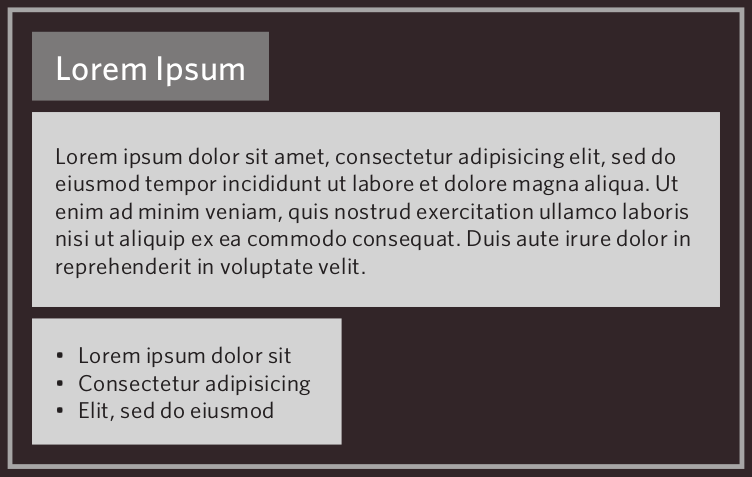 Lorem Ipsum
Lorem ipsum dolor sit amet, consectetur adipisicing elit, sed do
eiusmod tempor incididunt ut labore et dolore magna aliqua. Ut
enim ad minim veniam, quis nostrud exercitation ullamco laboris
nisi ut aliquip ex ea commodo consequat. Duis aute irure dolor in
reprehenderit in voluptate velit.
• Lorem ipsum dolor sit
• Consectetur adipisicing
• Elit, sed do eiusmod